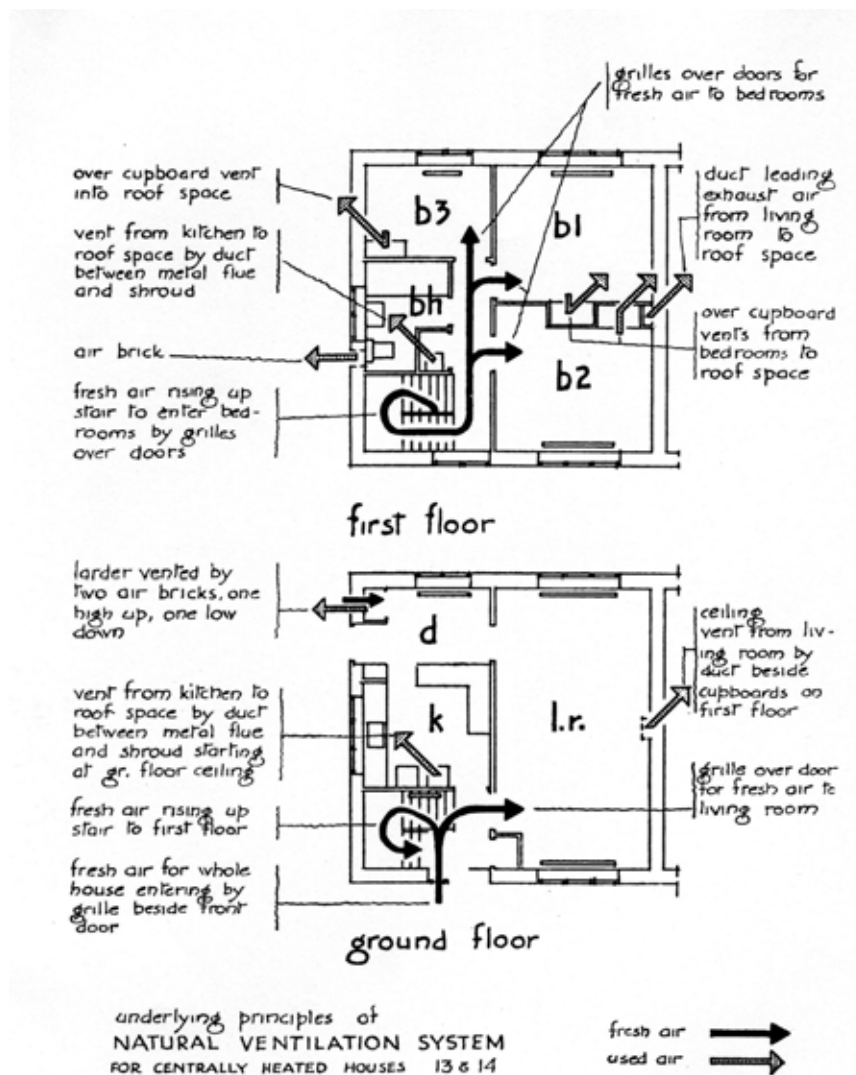 grilles over doors for
fresh air to bedrooms
over cupboard vent
into roof space
duct leading
exhaust air
from living
room to
roof space
b3
b1
vent from kitchen to
roof space by duct
between metal flue
and shroud
bh
over cupboard
vents from
bedrooms to
roof space
air brick
b2
fresh air rising up
stair to enter bed-
rooms by grilles
over doors
first floor
larder vented by
two air bricks, one
high up, one low
down
d
ceiling
vent from liv-
ing room by
duct beside
cupboards on
first floor
vent from kitchen to
roof space by duct
between metal flue
and shroud starting
at gr. floor ceiling
k
l.r.
grille over door
for fresh air to
living room
fresh air rising up
stair to first floor
fresh air for whole
house entering by
grille beside front
door
ground floor
underlying principles of
NATURAL VENTILATION SYSTEM
FOR CENTRALLY HEATED HOUSES 13 & 14
fresh air
used air